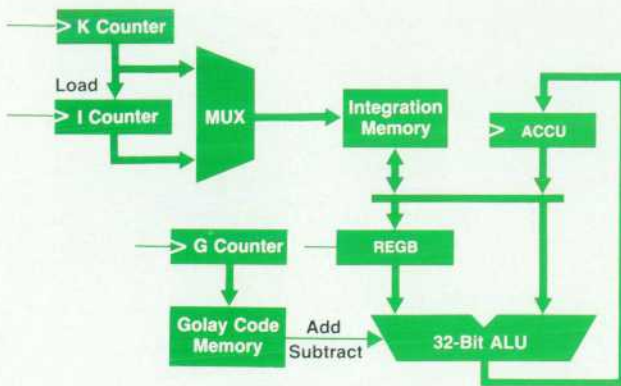 K Counter
Load
I Counter
MUX
Integration
Memory
ACCU
G Counter
REGB
Golay Code
Memory
Add
Subtract
32-Bit ALU